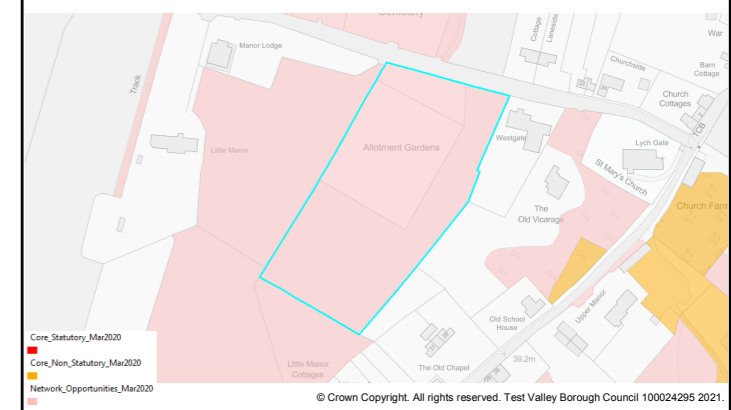 Cemetery
Manor Lodge
Track
Cottage
Laneside
War
Churchside
Barn
Cottage
Church
Cottages
TCB
Little Manor
Allotment Gardens
Westgate
Lych Gate
St Mary's Church
The
Old Vicarage
Church Farm
Upper Manor
Old School
House
39.2m
The Old Chapel
Little Manor
Cottages
Core_Statutory_Mar2020
Core_Non_Statutory_Mar2020
Network_Opportunities_Mar2020
© Crown Copyright. All rights reserved. Test Valley Borough Council 100024295 2021.